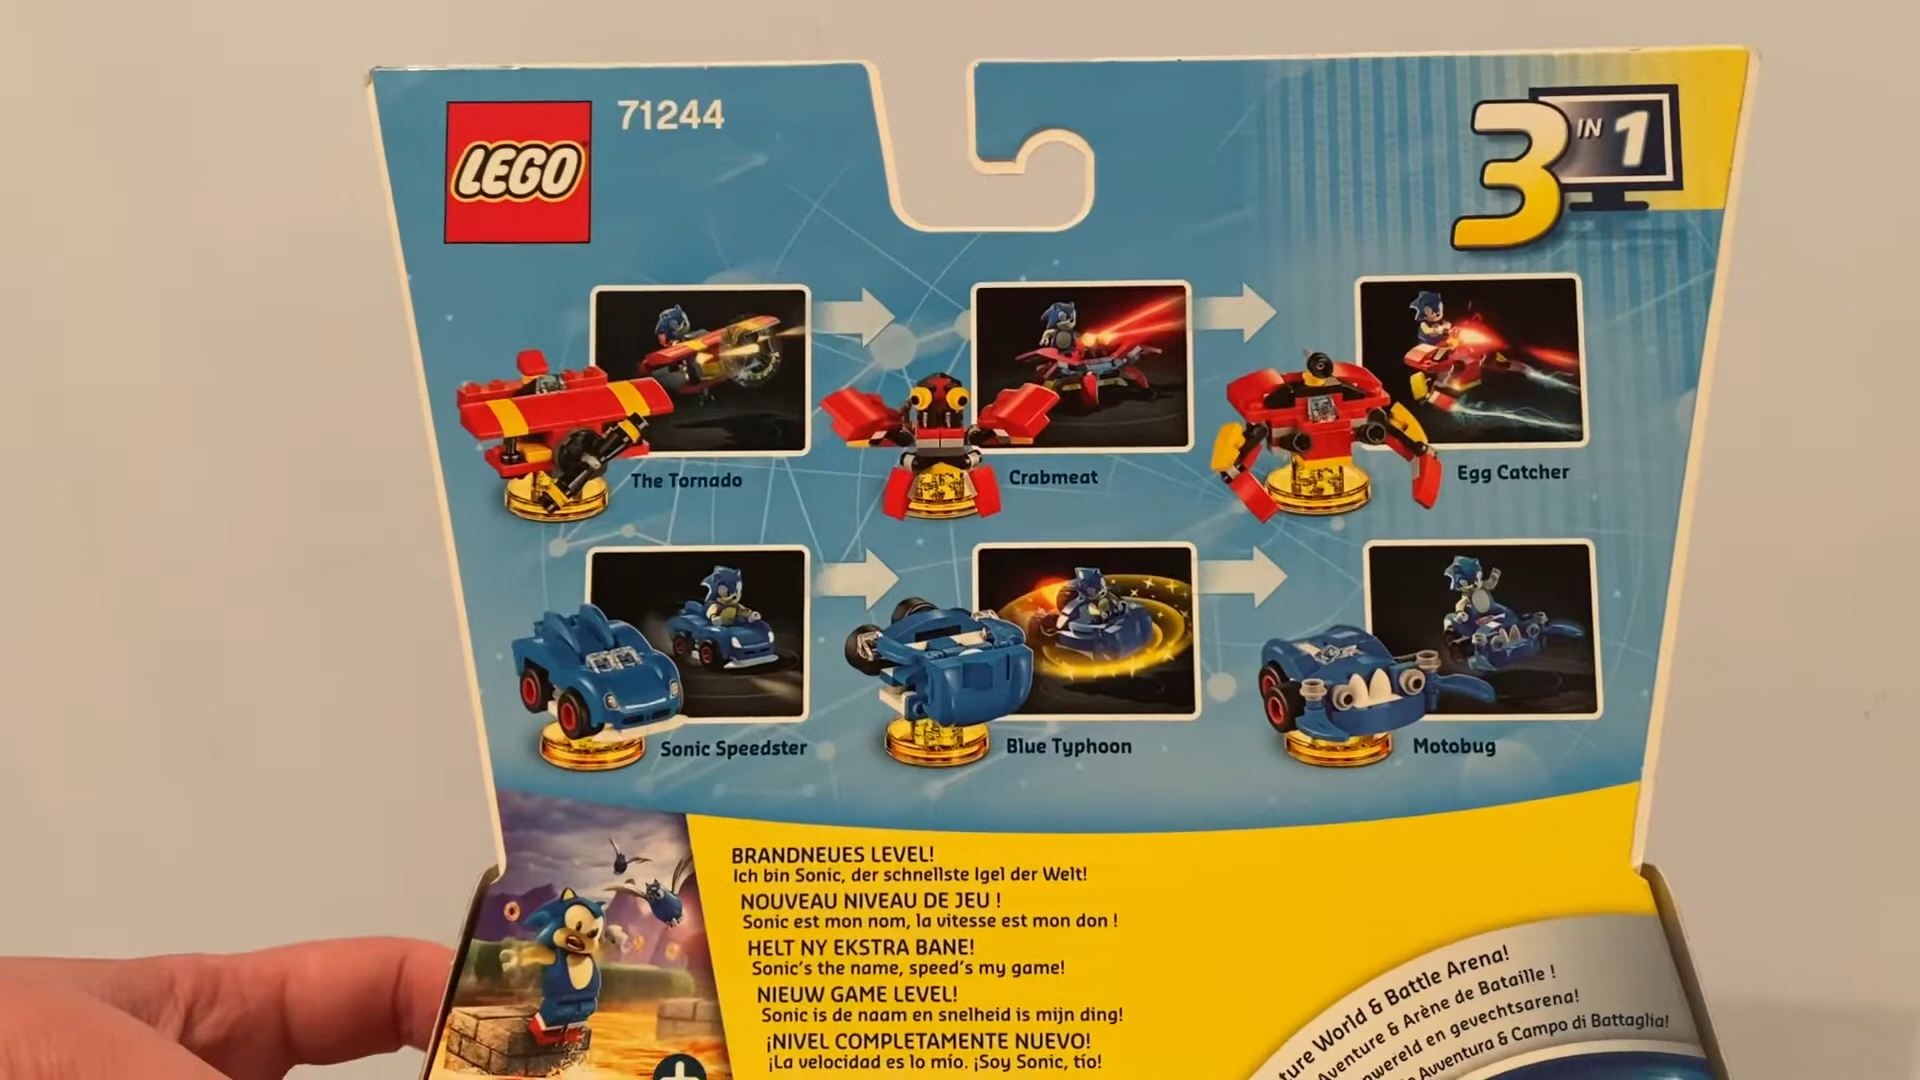 LEGO
71244
3 IN 1
The Tornado
Crabmeat
Egg Catcher
Sonic Speedster
Blue Typhoon
Motobug
BRANDNEUES LEVEL!
Ich bin Sonic, der schnellste Igel der Welt!
NOUVEAU NIVEAU DE JEU !
Sonic est mon nom, la vitesse est mon don !
HELT NY EKSTRA BANE!
Sonic's the name, speed's my game!
NIEUW GAME LEVEL!
Sonic is de naam en snelheid is mijn ding!
¡NIVEL COMPLETAMENTE NUEVO!
¡La velocidad es lo mío. ¡Soy Sonic, tío!
World & Battle Arena!
Aventure & Arène de Bataille !
en gevechtsarena!
Avventura & Campo di Battaglia!